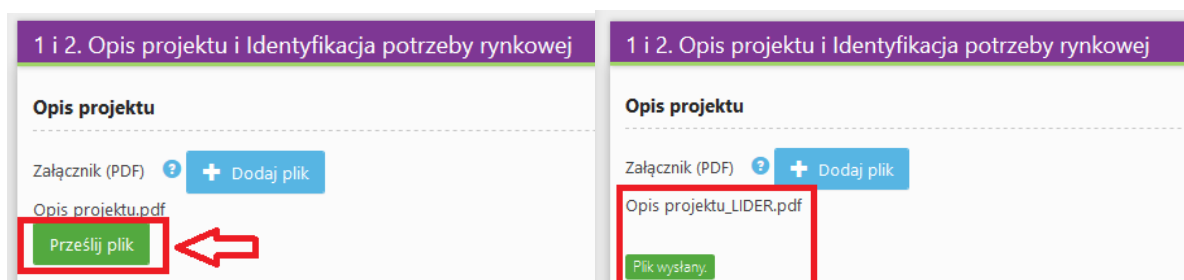 1 i 2. Opis projektu i Identyfikacja potrzeby rynkowej
Opis projektu
Załącznik (PDF) ? + Dodaj plik
Opis projektu.pdf
Prześlij plik
1 i 2. Opis projektu i Identyfikacja potrzeby rynkowej
Opis projektu
Załącznik (PDF) ? + Dodaj plik
Opis projektu_LIDER.pdf
Plik wysłany.